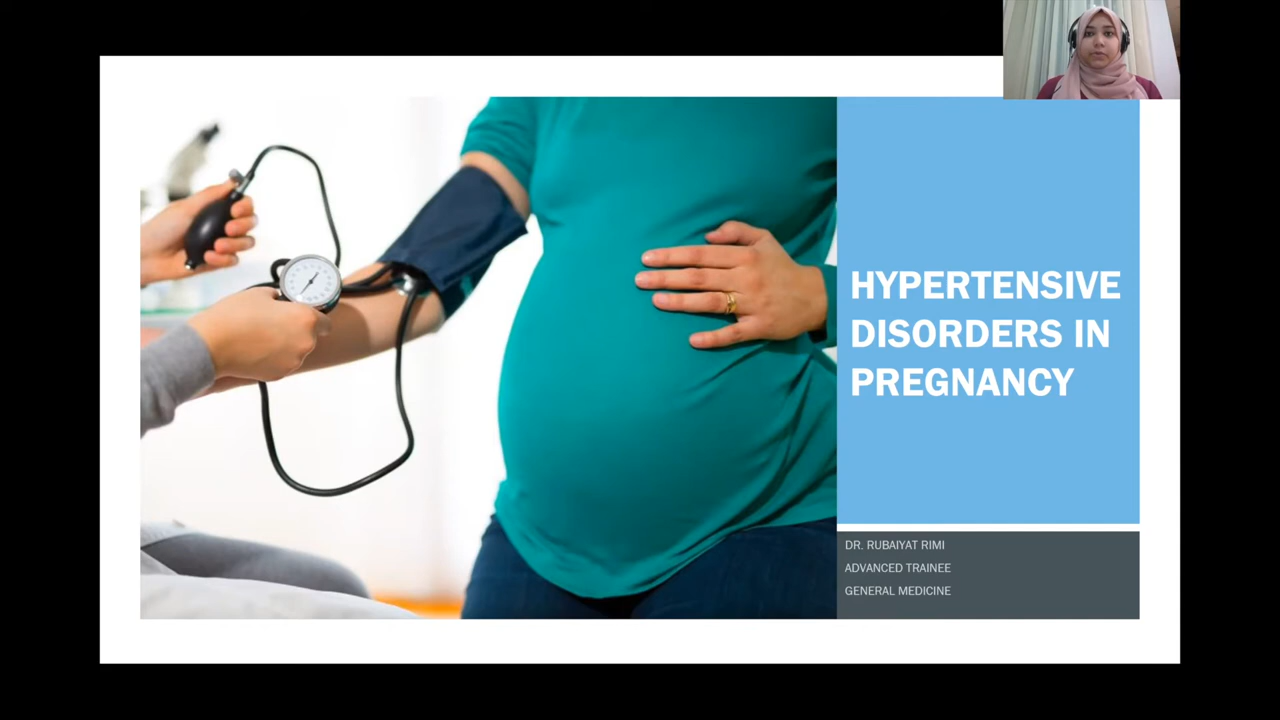 HYPERTENSIVE
DISORDERS IN
PREGNANCY
DR. RUBAIYAT RIMI
ADVANCED TRAINEE
GENERAL MEDICINE